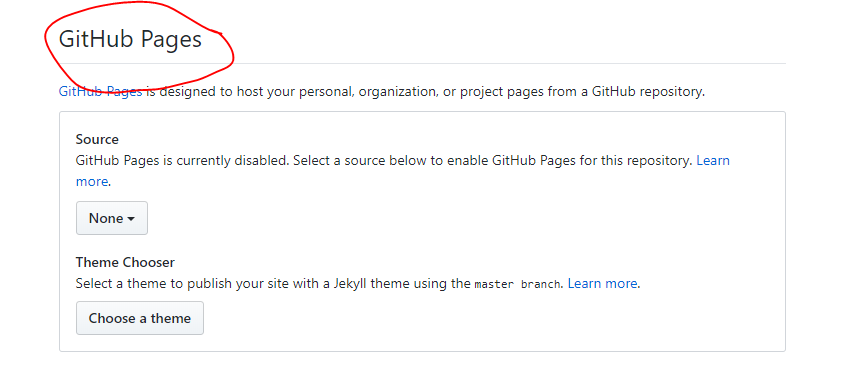 GitHub Pages
GitHub Pages is designed to host your personal, organization, or project pages from a GitHub repository.
Source
GitHub Pages is currently disabled. Select a source below to enable GitHub Pages for this repository. Learn
more.
None
Theme Chooser
Select a theme to publish your site with a Jekyll theme using the master branch. Learn more.
Choose a theme